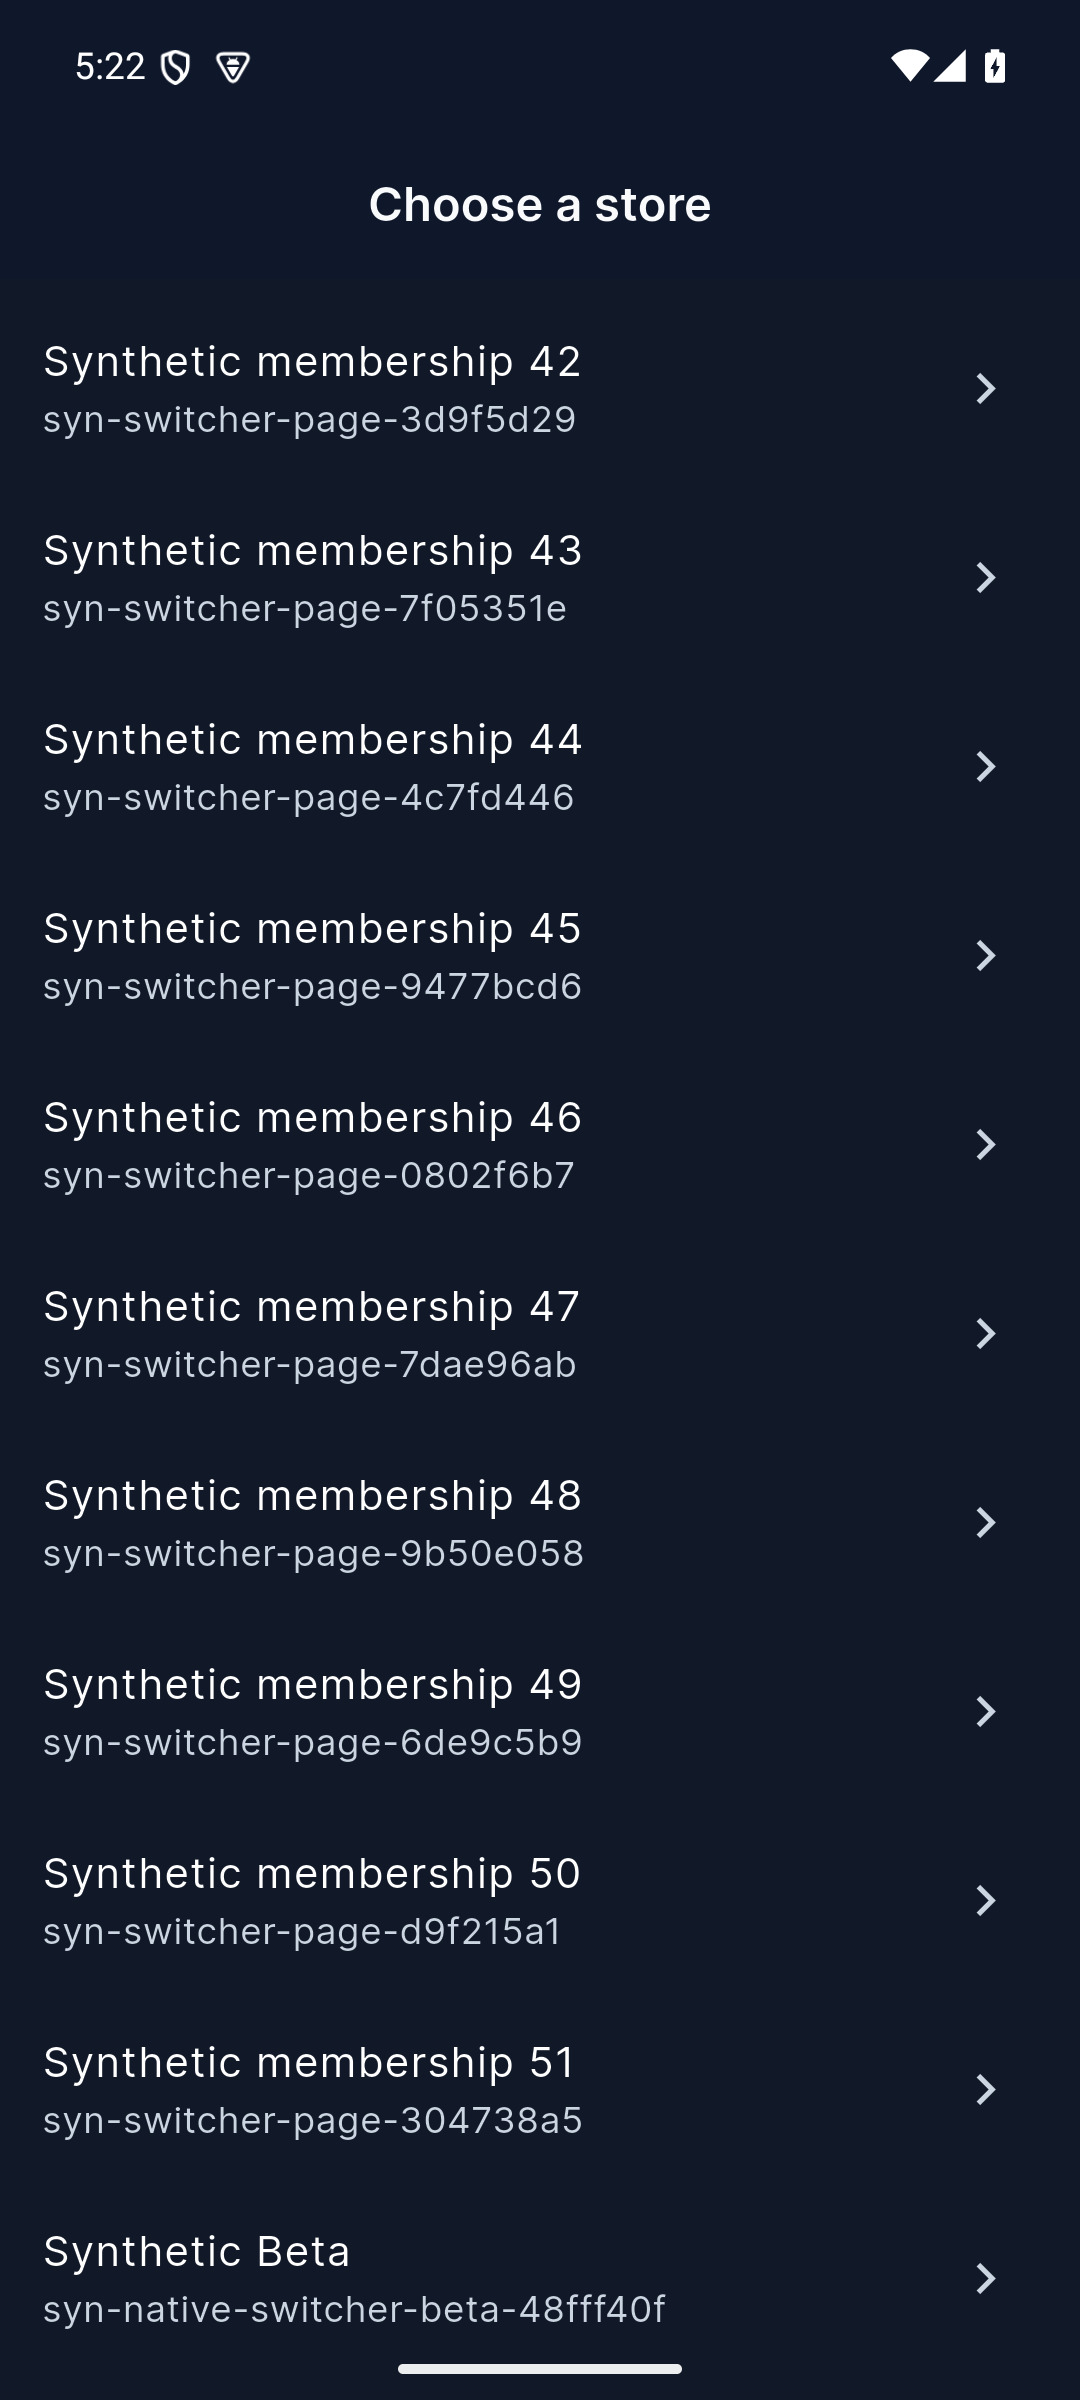 5:22
Choose a store
Synthetic membership 42
syn-switcher-page-3d9f5d29
Synthetic membership 43
syn-switcher-page-7f05351e
Synthetic membership 44
syn-switcher-page-4c7fd446
Synthetic membership 45
syn-switcher-page-9477bcd6
Synthetic membership 46
syn-switcher-page-0802f6b7
Synthetic membership 47
syn-switcher-page-7dae96ab
Synthetic membership 48
syn-switcher-page-9b50e058
Synthetic membership 49
syn-switcher-page-6de9c5b9
Synthetic membership 50
syn-switcher-page-d9f215a1
Synthetic membership 51
syn-switcher-page-304738a5
Synthetic Beta
syn-native-switcher-beta-48fff40f